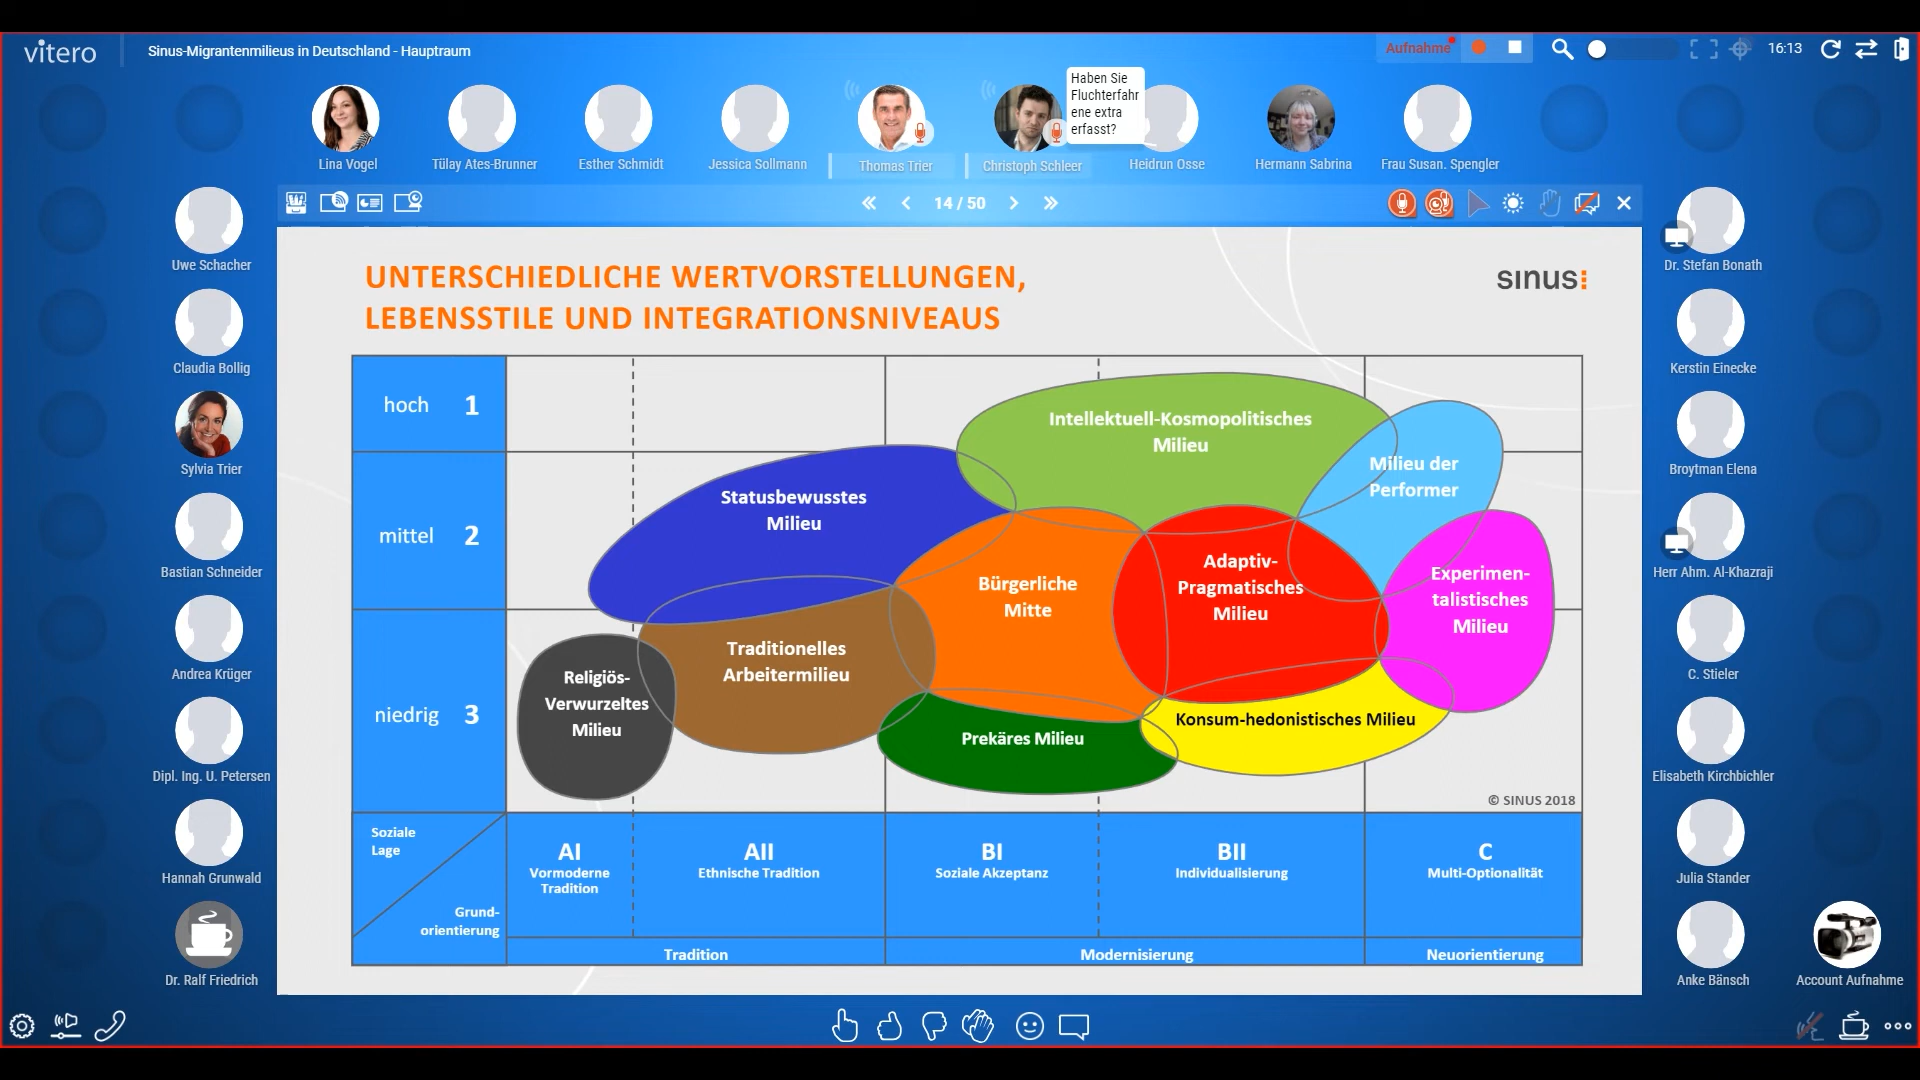 vitero
Sinus-Migrantenmilieus in Deutschland - Hauptraum
Aufnahme
16:13
Haben Sie
Fluchterfahr
ene extra
erfasst?
Lina Vogel
Tülay Ates-Brunner
Esther Schmidt
Jessica Sollmann
Thomas Trier
Christoph Schleer
Heidrun Osse
Hermann Sabrina
Frau Susan. Spengler
14 / 50
Uwe Schacher
Claudia Bollig
Sylvia Trier
Bastian Schneider
Andrea Krüger
Dipl. Ing. U. Petersen
Hannah Grunwald
Dr. Ralf Friedrich
UNTERSCHIEDLICHE WERTVORSTELLUNGEN,
LEBENSSTILE UND INTEGRATIONSNIVEAUS
sinus
hoch 1
mittel 2
niedrig 3
Intellektuell-Kosmopolitisches
Milieu
Milieu der
Performer
Statusbewusstes
Milieu
Adaptiv-
Pragmatisches
Milieu
Experimen-
talistisches
Milieu
Bürgerliche
Mitte
Traditionelles
Arbeitermilieu
Religiös-
Verwurzeltes
Milieu
Prekäres Milieu
Konsum-hedonistisches Milieu
© SINUS 2018
Soziale
Lage
Grund-
orientierung
AI
Vormoderne
Tradition
AII
Ethnische Tradition
BI
Soziale Akzeptanz
BII
Individualisierung
C
Multi-Optionalität
Tradition
Modernisierung
Neuorientierung
Dr. Stefan Bonath
Kerstin Einecke
Broytman Elena
Herr Ahm. Al-Khazraji
C. Stieler
Elisabeth Kirchbichler
Julia Stander
Anke Bänsch
Account Aufnahme